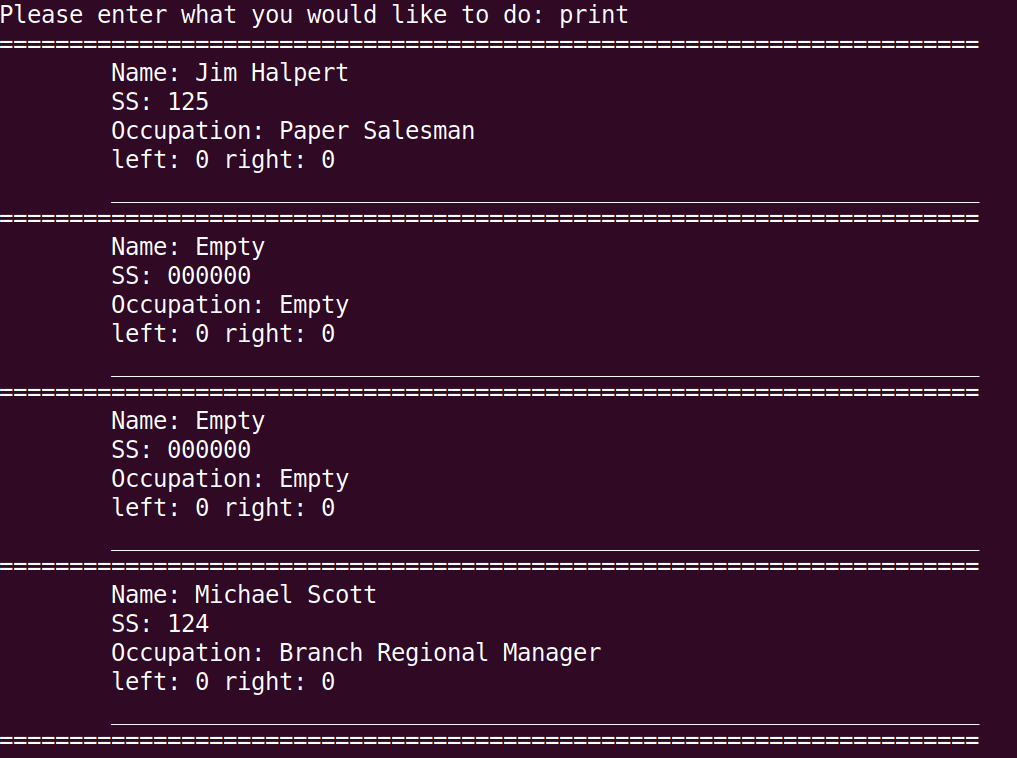 Please enter what you would like to do: print
======================================================================
Name: Jim Halpert
SS: 125
Occupation: Paper Salesman
left: 0 right: 0
______________________________________________________________
======================================================================
Name: Empty
SS: 000000
Occupation: Empty
left: 0 right: 0
______________________________________________________________
======================================================================
Name: Empty
SS: 000000
Occupation: Empty
left: 0 right: 0
______________________________________________________________
======================================================================
Name: Michael Scott
SS: 124
Occupation: Branch Regional Manager
left: 0 right: 0
______________________________________________________________
======================================================================